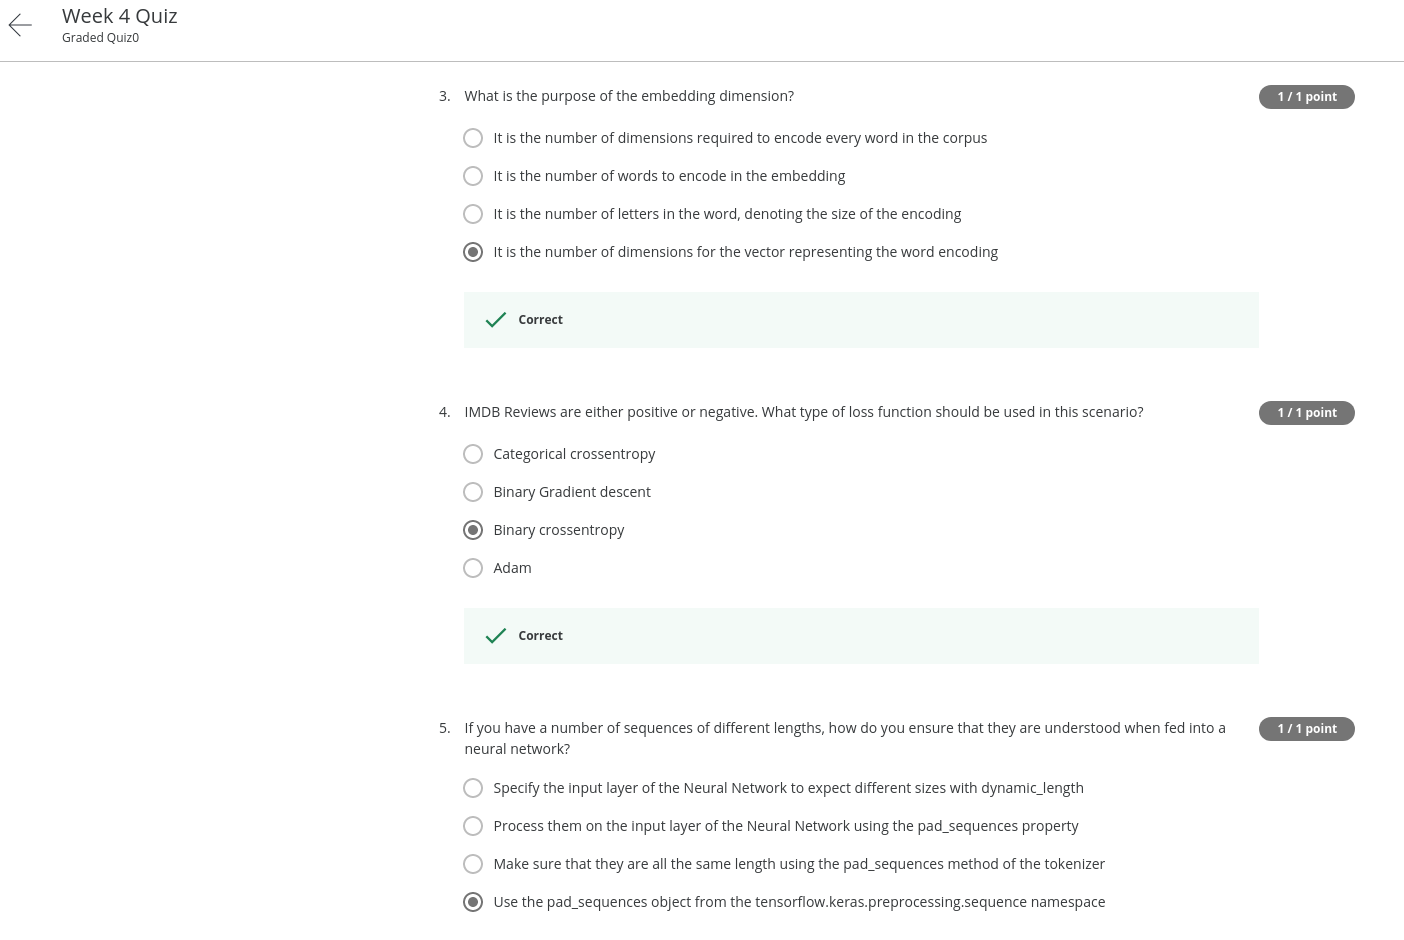 Week 4 Quiz
Graded Quiz0
3. What is the purpose of the embedding dimension?
1 / 1 point
It is the number of dimensions required to encode every word in the corpus
It is the number of words to encode in the embedding
It is the number of letters in the word, denoting the size of the encoding
It is the number of dimensions for the vector representing the word encoding
Correct
4. IMDB Reviews are either positive or negative. What type of loss function should be used in this scenario?
1 / 1 point
Categorical crossentropy
Binary Gradient descent
Binary crossentropy
Adam
Correct
5. If you have a number of sequences of different lengths, how do you ensure that they are understood when fed into a
neural network?
1 / 1 point
Specify the input layer of the Neural Network to expect different sizes with dynamic_length
Process them on the input layer of the Neural Network using the pad_sequences property
Make sure that they are all the same length using the pad_sequences method of the tokenizer
Use the pad_sequences object from the tensorflow.keras.preprocessing.sequence namespace